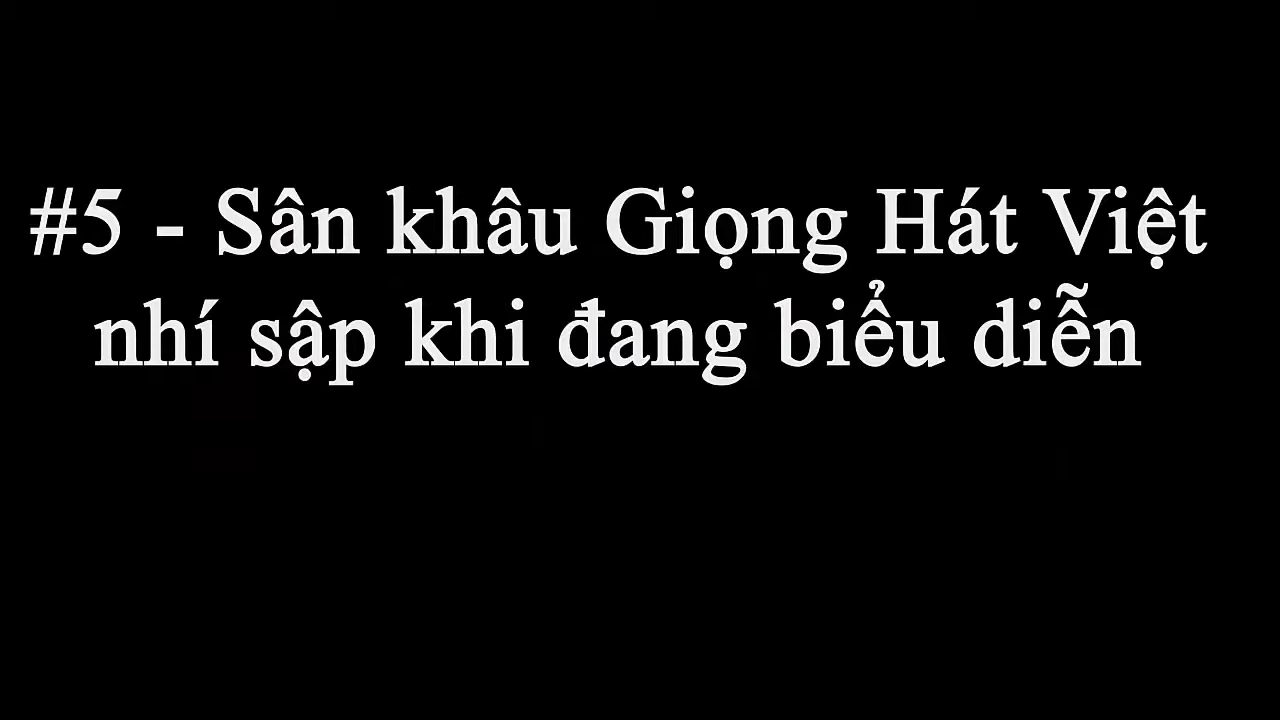 #5 - Sân khâu Giọng Hát Việt
nhí sập khi đang biểu diễn